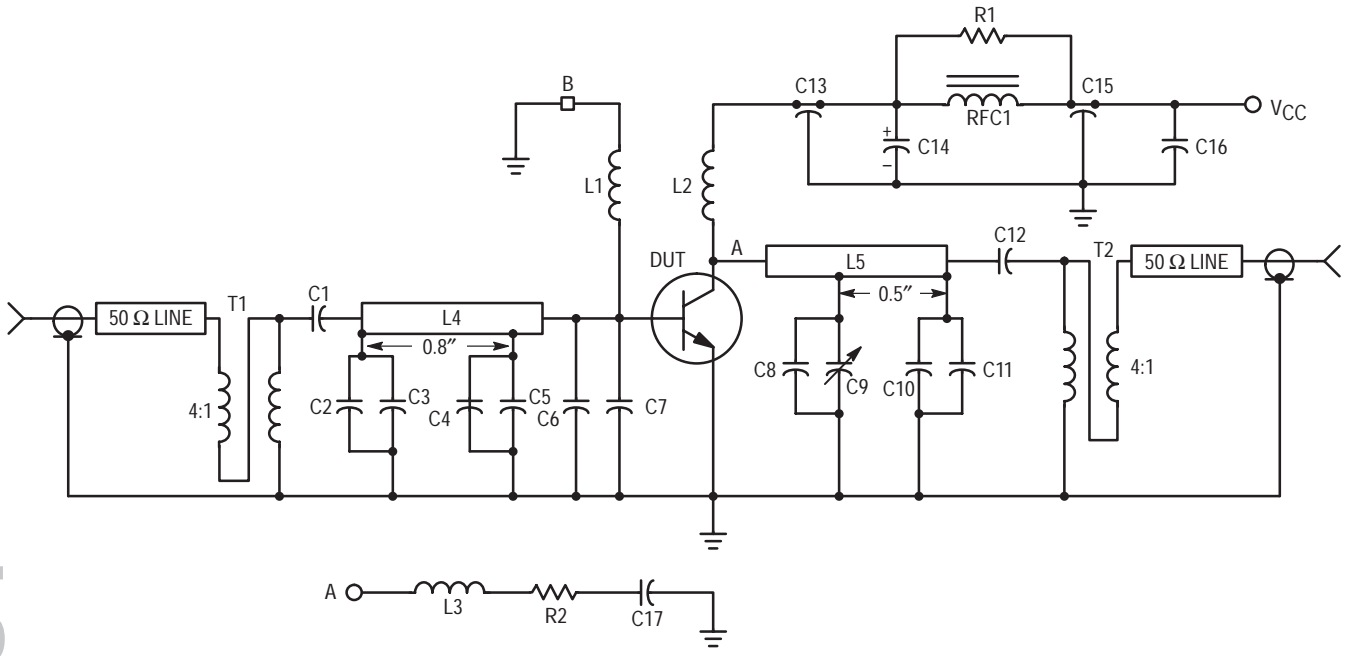 R1
B
C13
C15
RFC1
VCC
+
C14
–
C16
L1
L2
A
DUT
C12
T2
50 Ω LINE
L5
0.5″
T1
C1
50 Ω LINE
L4
0.8″
4:1
C2
C3
C4
C5
C6
C7
C8
C9
C10
C11
4:1
A
L3
R2
C17